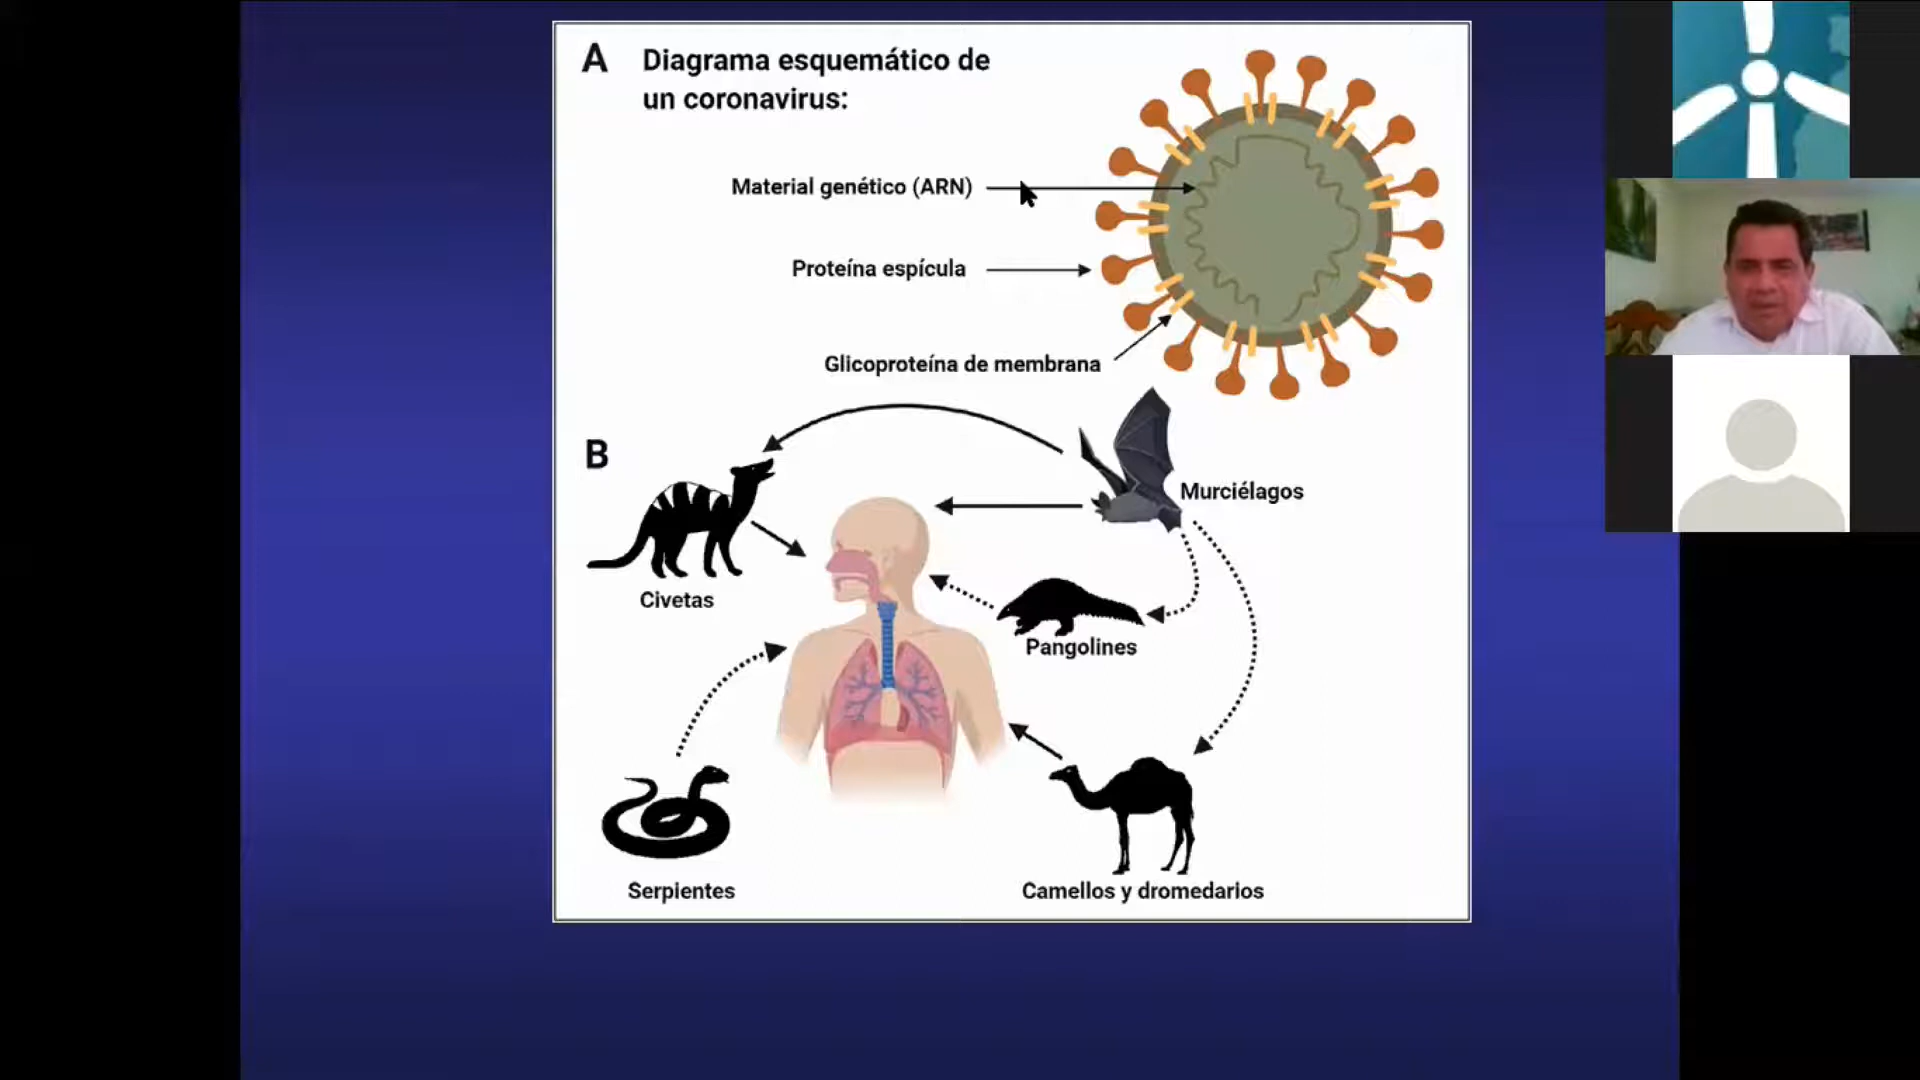 A
Diagrama esquemático de
un coronavirus:
Material genético (ARN)
Proteína espícula
Glicoproteína de membrana
B
Murciélagos
Civetas
Pangolines
Serpientes
Camellos y dromedarios